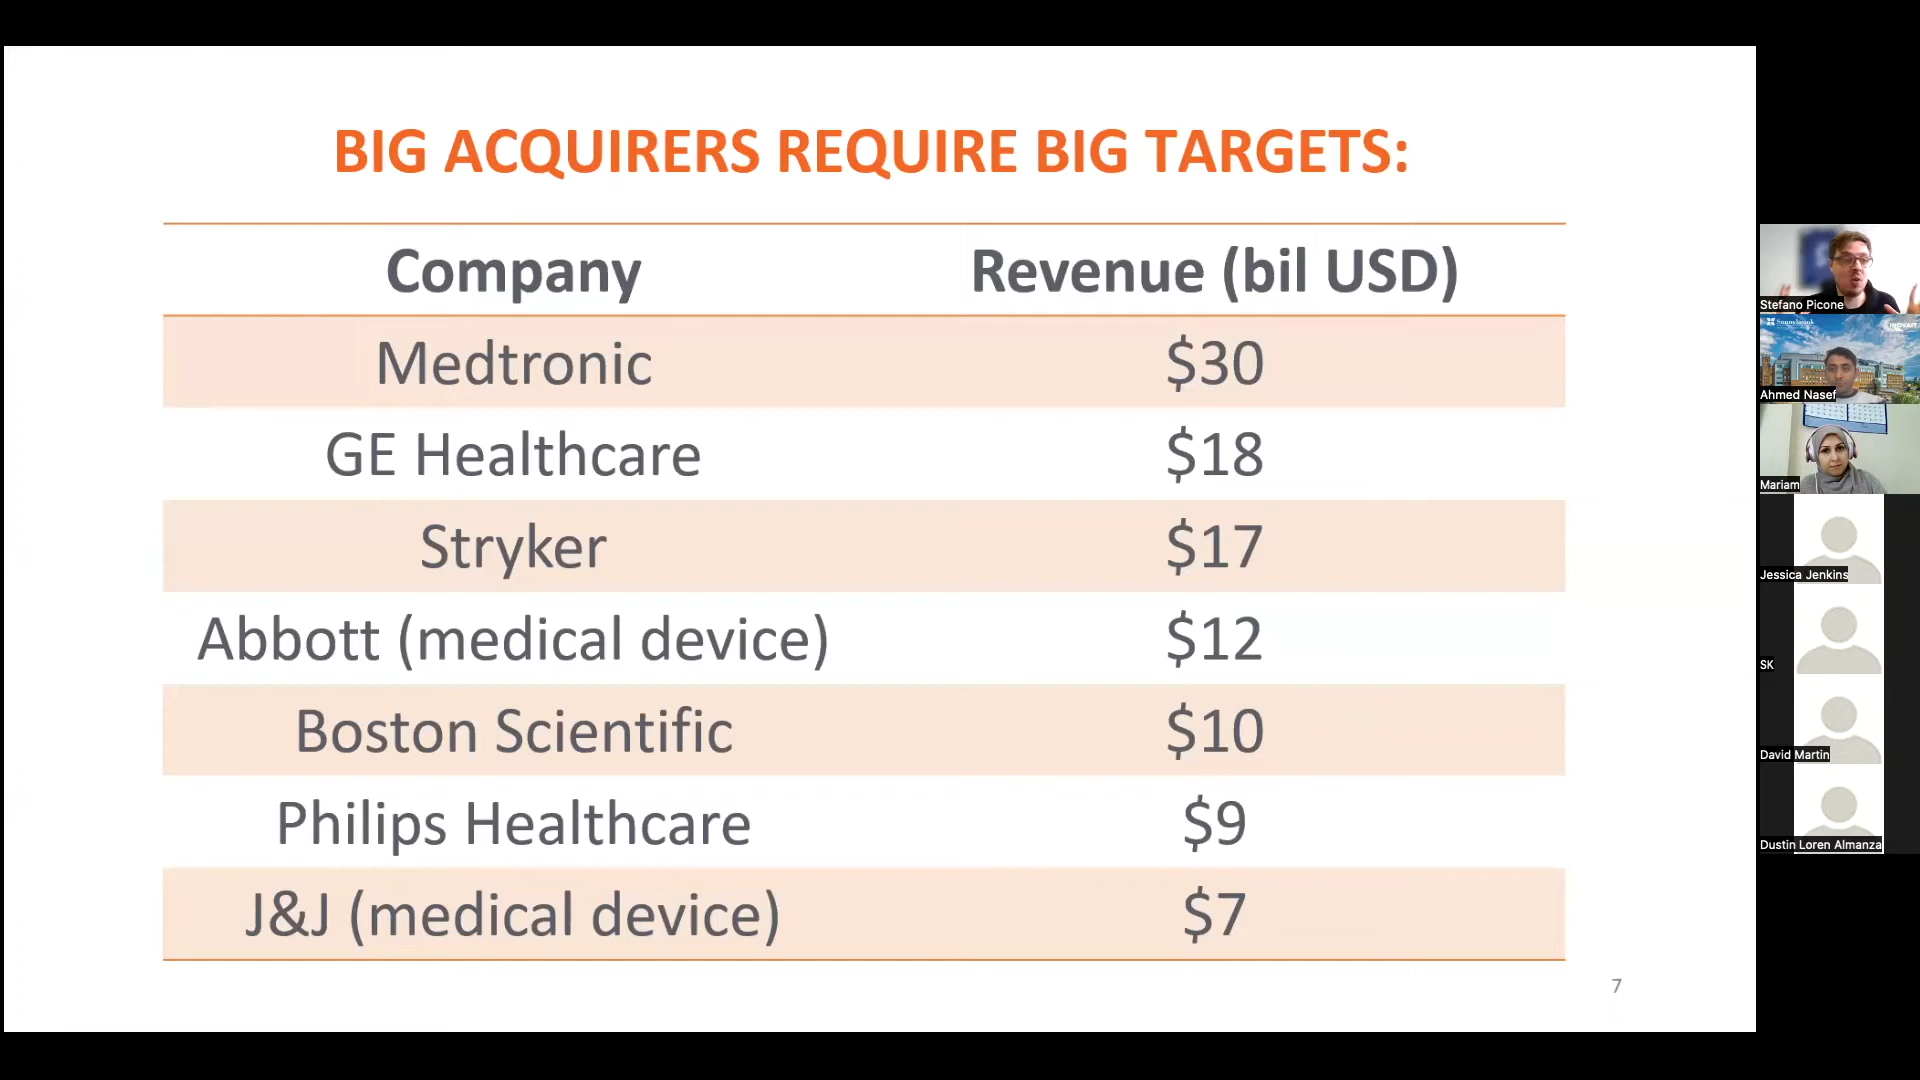 BIG ACQUIRERS REQUIRE BIG TARGETS:
Company Revenue (bil USD)
Medtronic $30
GE Healthcare $18
Stryker $17
Abbott (medical device) $12
Boston Scientific $10
Philips Healthcare $9
J&J (medical device) $7
7
Stefano Picone
Sunnybrook
Ahmed Nasef
Mariam
Jessica Jenkins
SK
David Martin
Dustin Loren Almanza